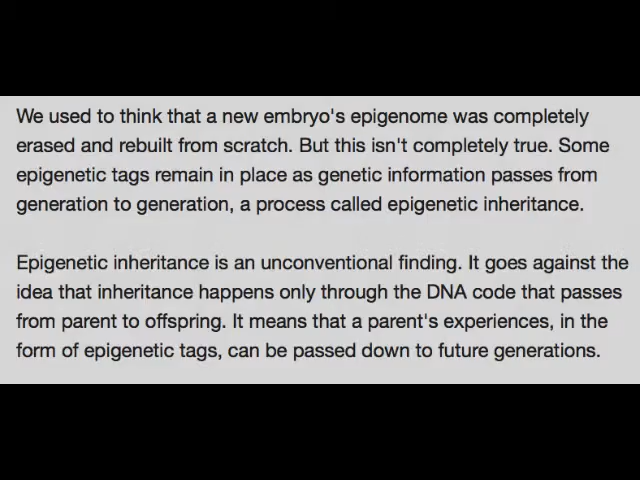 We used to think that a new embryo's epigenome was completely
erased and rebuilt from scratch. But this isn't completely true. Some
epigenetic tags remain in place as genetic information passes from
generation to generation, a process called epigenetic inheritance.
Epigenetic inheritance is an unconventional finding. It goes against the
idea that inheritance happens only through the DNA code that passes
from parent to offspring. It means that a parent's experiences, in the
form of epigenetic tags, can be passed down to future generations.